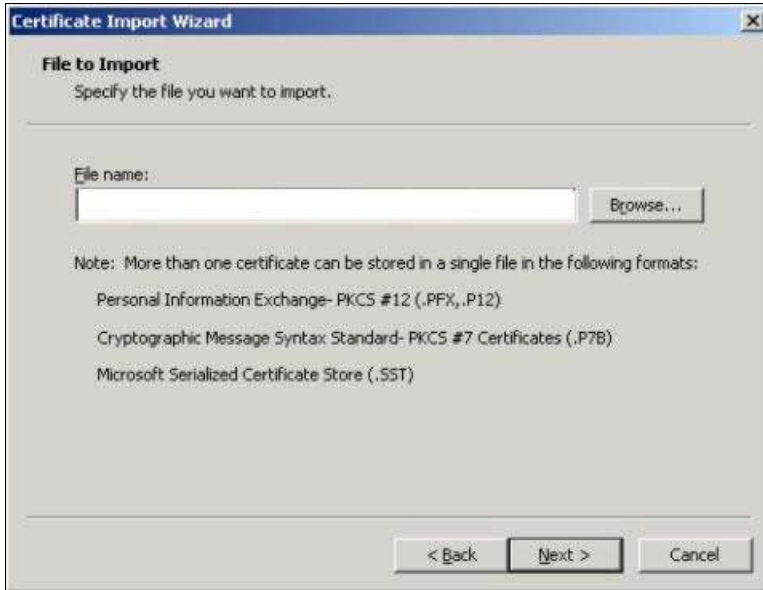 Certificate Import Wizard
File to Import
Specify the file you want to import.
File name:
Browse...
Note: More than one certificate can be stored in a single file in the following formats:
Personal Information Exchange- PKCS #12 (.PFX,.P12)
Cryptographic Message Syntax Standard- PKCS #7 Certificates (.P7B)
Microsoft Serialized Certificate Store (.SST)
< Back Next > Cancel